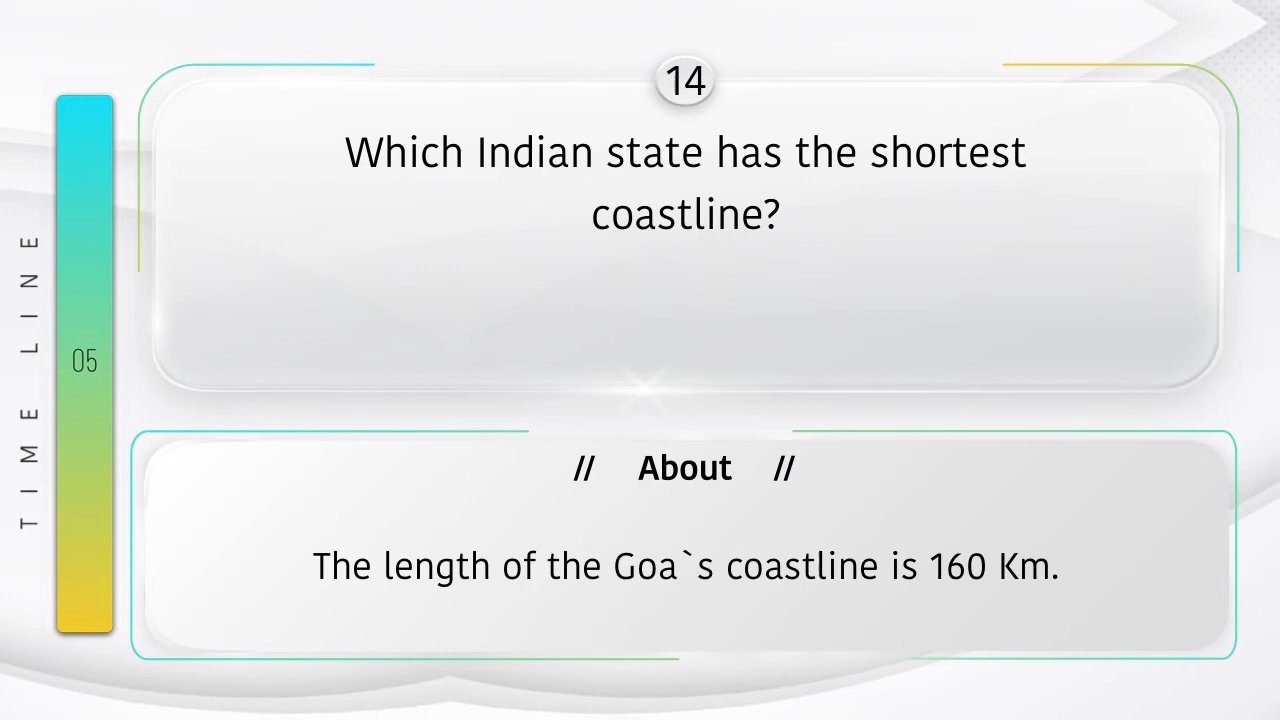 14
Which Indian state has the shortest
coastline?
TIME LINE
05
// About //
The length of the Goa`s coastline is 160 Km.